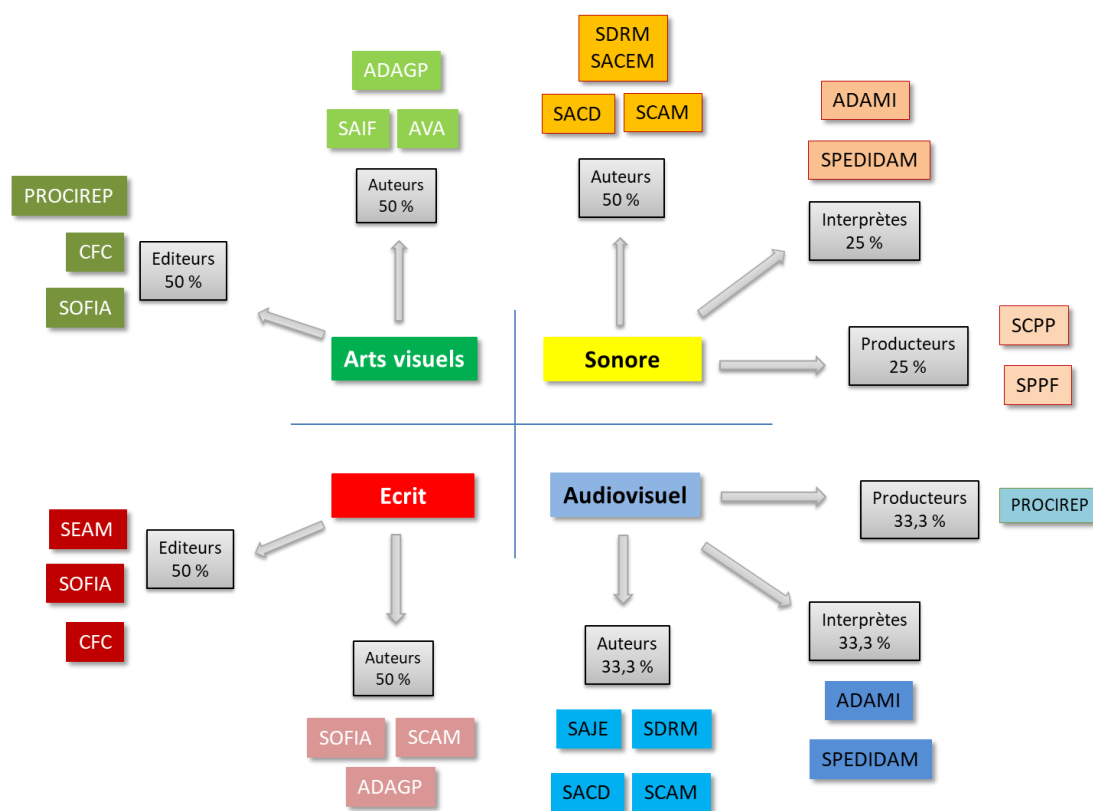 ADAGP
SAIF
AVA
Auteurs
50 %
PROCIREP
CFC
SOFIA
Editeurs
50 %
Arts visuels
SDRM
SACEM
SACD
SCAM
Auteurs
50 %
ADAMI
SPEDIDAM
Interprètes
25 %
Producteurs
25 %
SCPP
SPPF
Sonore
Ecrit
SEAM
SOFIA
CFC
Editeurs
50 %
Auteurs
50 %
SOFIA
SCAM
ADAGP
Audiovisuel
Producteurs
33,3 %
PROCIREP
Interprètes
33,3 %
ADAMI
SPEDIDAM
Auteurs
33,3 %
SAJE
SDRM
SACD
SCAM